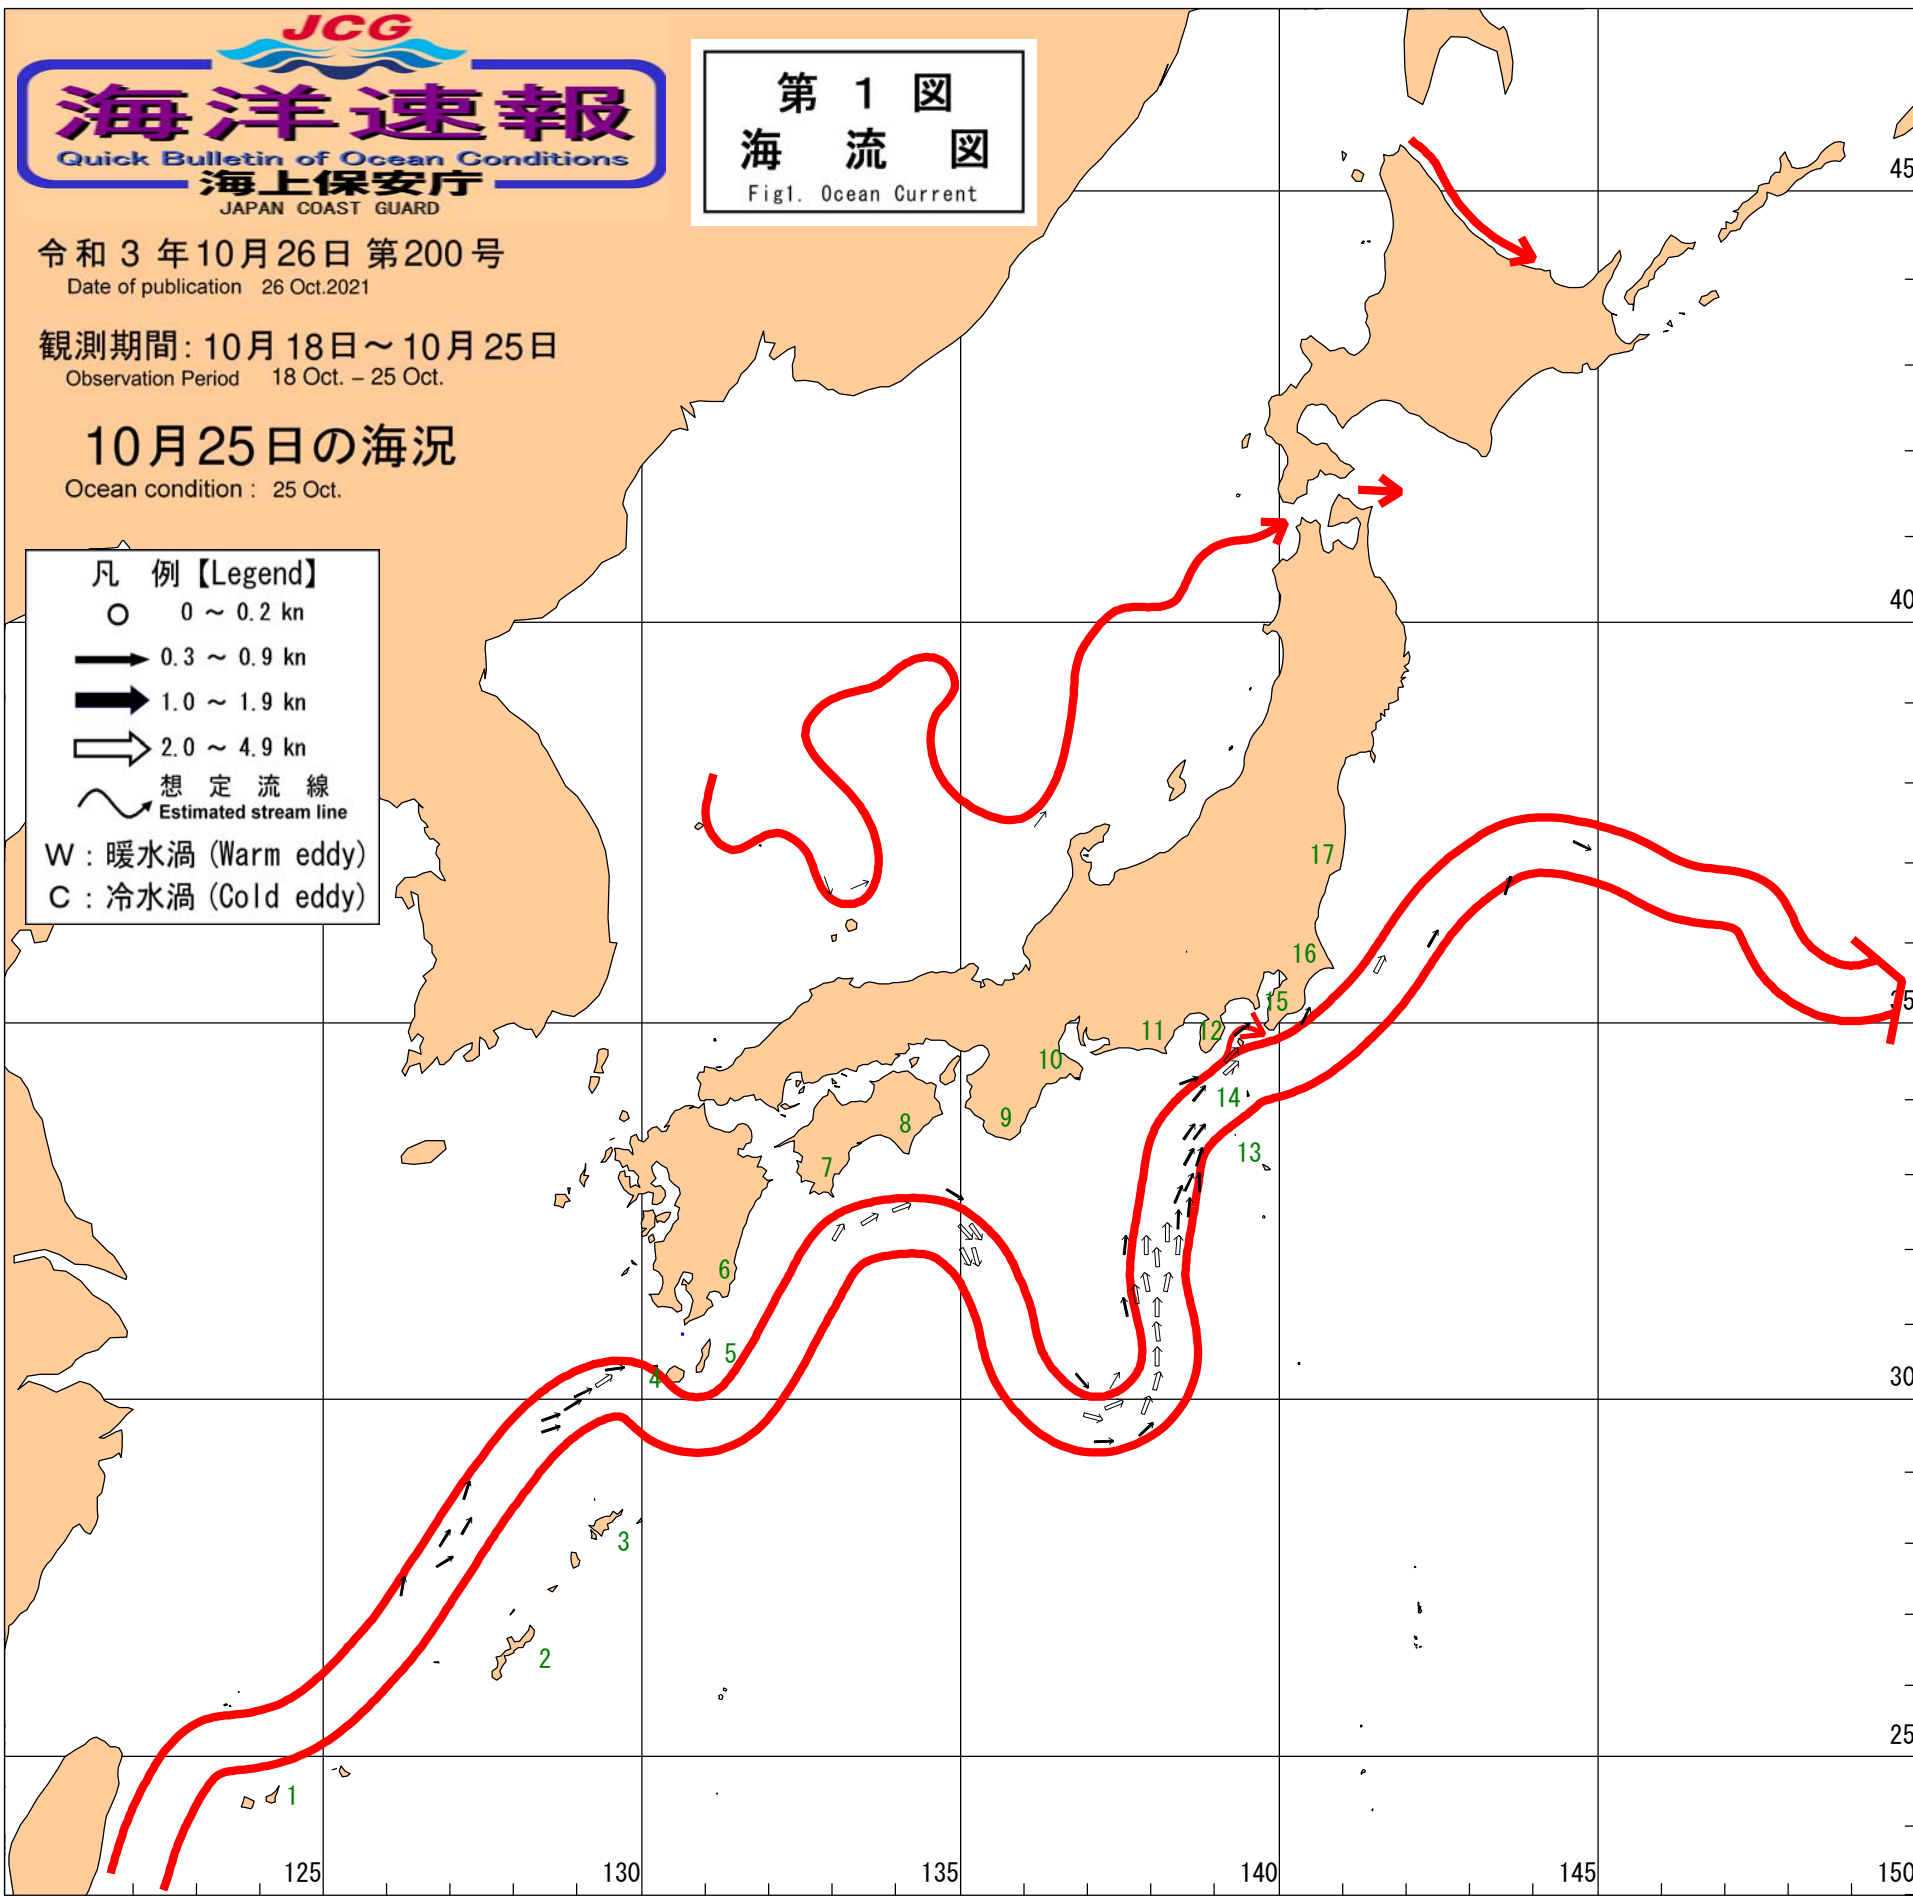 JCG
海洋速報
Quick Bulletin of Ocean Conditions
海上保安庁
JAPAN COAST GUARD
第 1 図
海 流 図
Fig1. Ocean Current
令和 3 年10月26日 第200号
Date of publication 26 Oct.2021
観測期間: 10月18日～10月25日
Observation Period 18 Oct. – 25 Oct.
10月25日の海況
Ocean condition : 25 Oct.
凡 例【Legend】
0 ～ 0.2 kn
0.3 ～ 0.9 kn
1.0 ～ 1.9 kn
2.0 ～ 4.9 kn
想 定 流 線
Estimated stream line
W : 暖水渦 (Warm eddy)
C : 冷水渦 (Cold eddy)
45
40
35
30
25
17
16
15
12
11
10
14
13
9
8
7
6
5
4
3
2
1
125
130
135
140
145
150